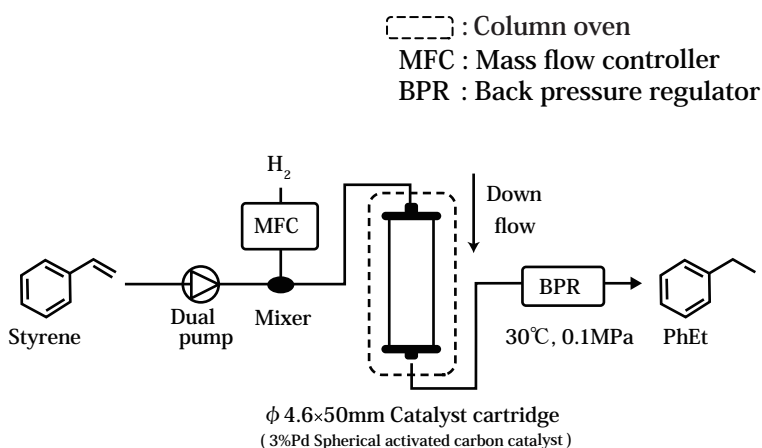 : Column oven
MFC : Mass flow controller
BPR : Back pressure regulator
H₂
MFC
Down
flow
Styrene
Dual
pump
Mixer
BPR
30℃, 0.1MPa
PhEt
φ 4.6×50mm Catalyst cartridge
( 3%Pd Spherical activated carbon catalyst )